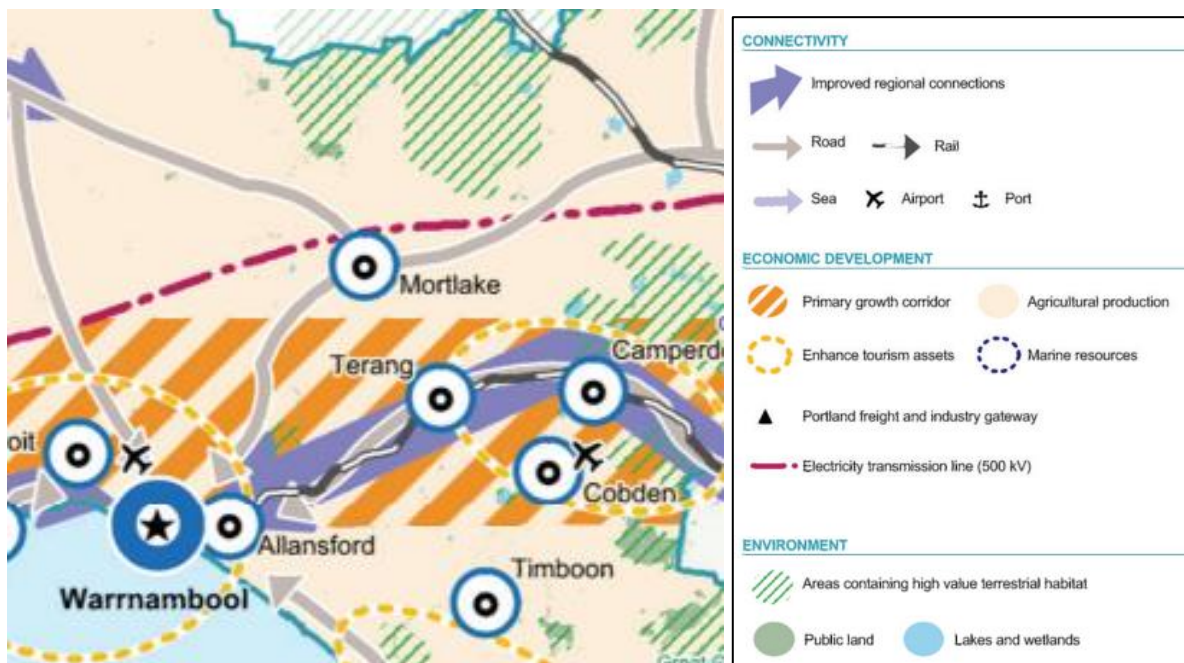 Mortlake
Terang
Camperd
oit
Cobden
Allansford
Timboon
Warrnambool
Great
CONNECTIVITY
Improved regional connections
Road
Rail
Sea
Airport
Port
ECONOMIC DEVELOPMENT
Primary growth corridor
Agricultural production
Enhance tourism assets
Marine resources
Portland freight and industry gateway
Electricity transmission line (500 kV)
ENVIRONMENT
Areas containing high value terrestrial habitat
Public land
Lakes and wetlands